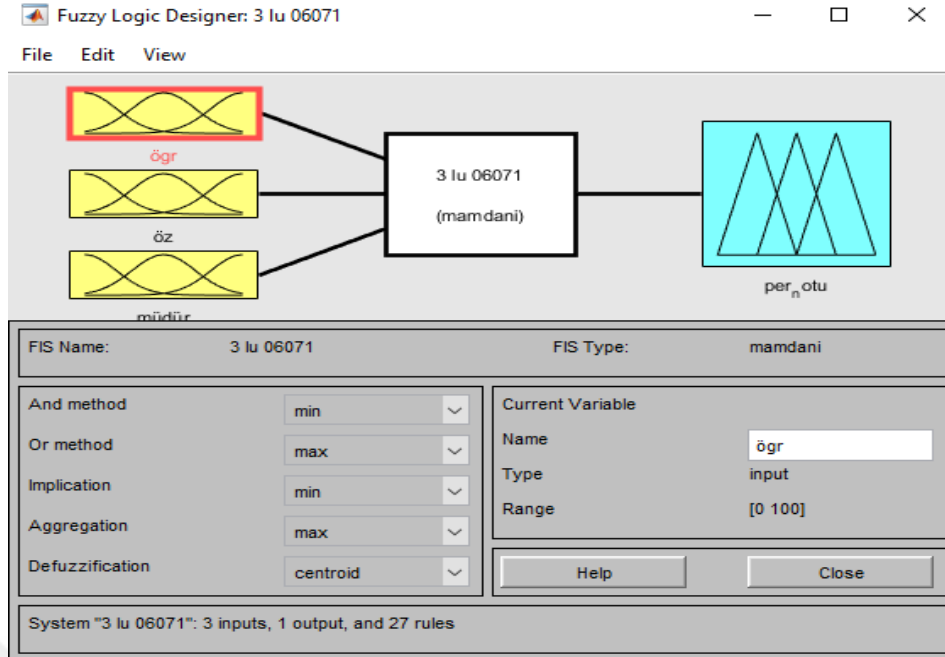 Fuzzy Logic Designer: 3 lu 06071
File Edit View
ögr
öz
müdür
3 lu 06071
(mamdani)
per_notu
FIS Name: 3 lu 06071 FIS Type: mamdani
And method min
Or method max
Implication min
Aggregation max
Defuzzification centroid
Current Variable
Name ögr
Type input
Range [0 100]
Help Close
System "3 lu 06071": 3 inputs, 1 output, and 27 rules